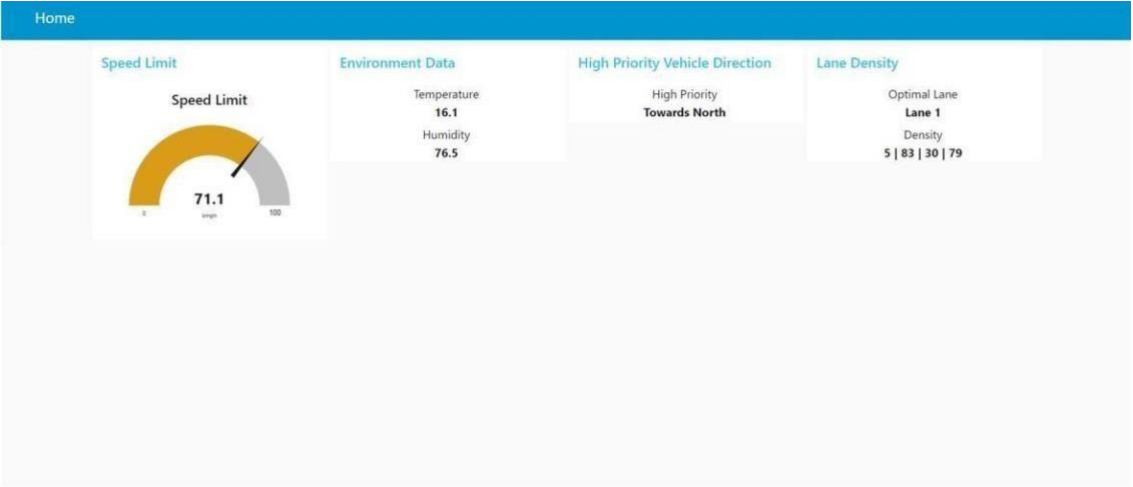 Home
Speed Limit
Speed Limit
71.1
0
100
Environment Data
Temperature
16.1
Humidity
76.5
High Priority Vehicle Direction
High Priority
Towards North
Lane Density
Optimal Lane
Lane 1
Density
5 | 83 | 30 | 79